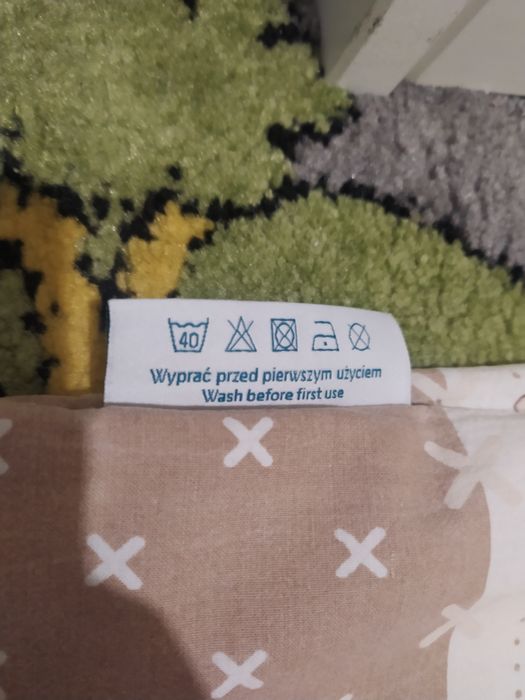 40
Wyprać przed pierwszym użyciem
Wash before first use